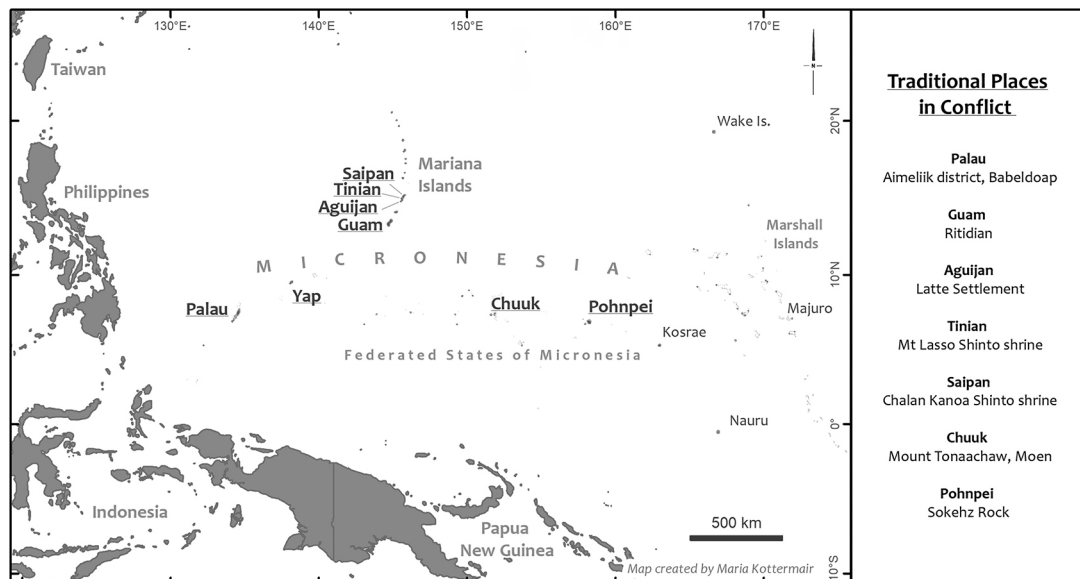 130°E
140°E
150°E
160°E
170°E
Taiwan
N
20°N
Wake Is.
Mariana
Islands
Saipan
Tinian
Aguijan
Guam
Philippines
Marshall
Islands
MICRONESIA
10°N
Yap
Palau
Chuuk
Pohnpei
Majuro
Kosrae
Federated States of Micronesia
0°
Nauru
Indonesia
Papua
New Guinea
500 km
Map created by Maria Kottermair
10°S
Traditional Places
in Conflict
Palau
Aimeliik district, Babeldoap
Guam
Ritidian
Aguijan
Latte Settlement
Tinian
Mt Lasso Shinto shrine
Saipan
Chalan Kanoa Shinto shrine
Chuuk
Mount Tonaachaw, Moen
Pohnpei
Sokehz Rock